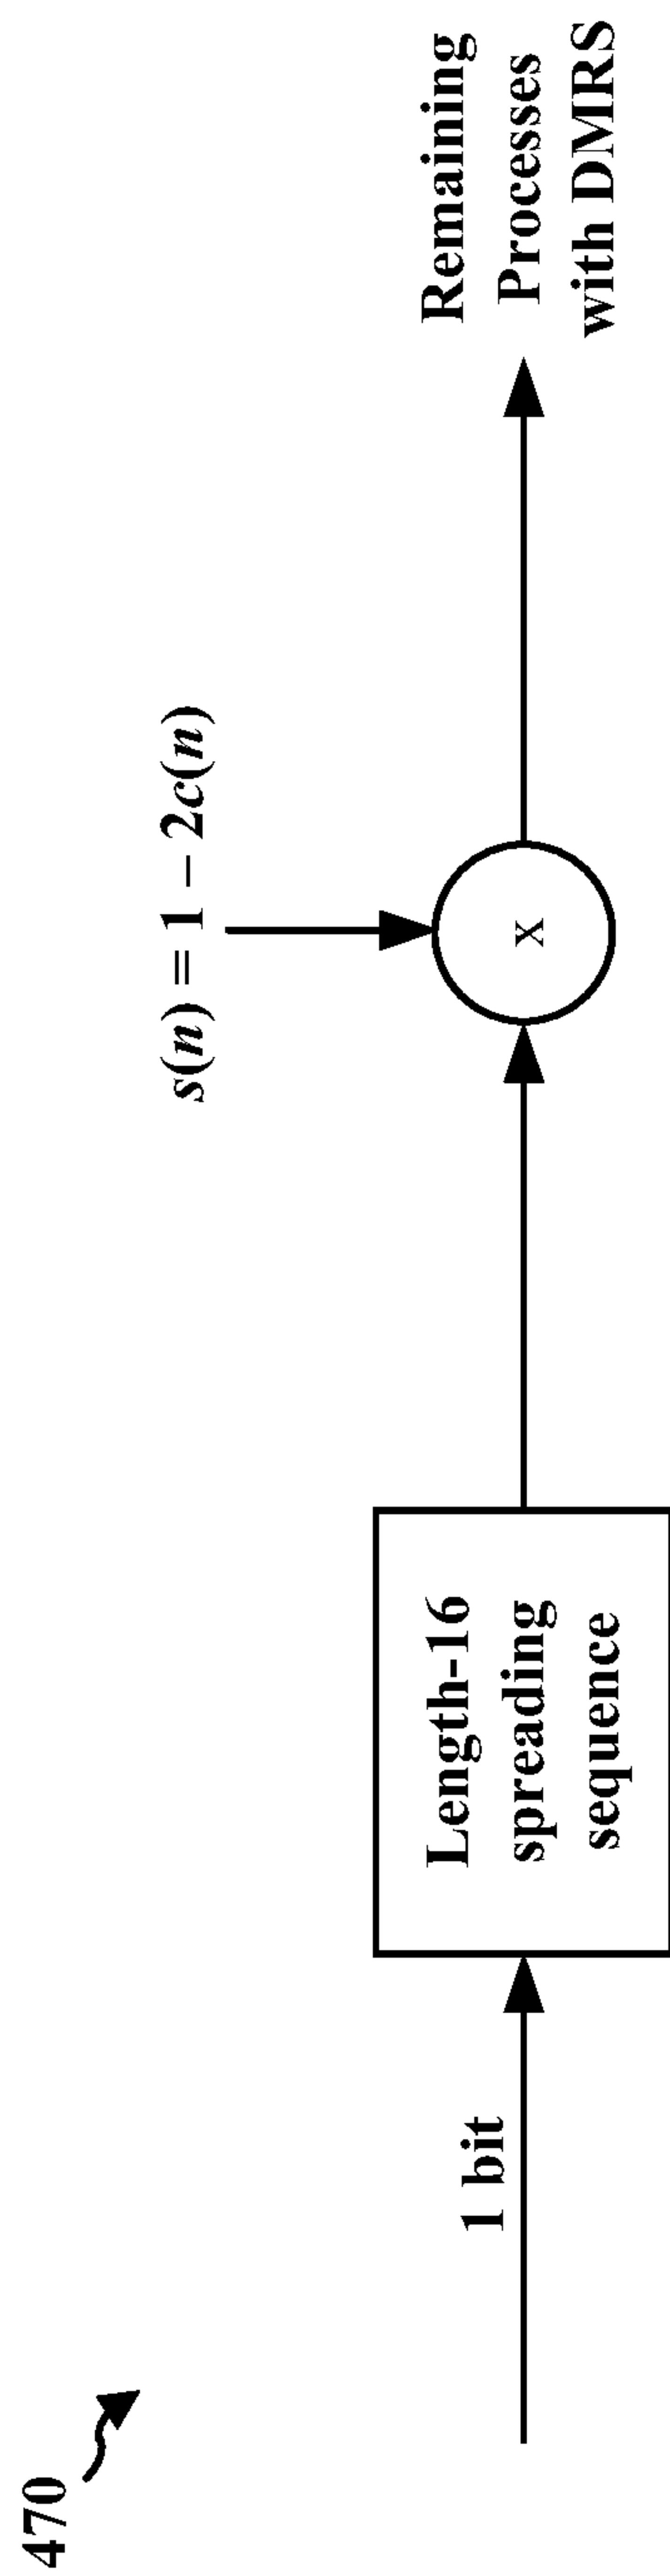 470
1 bit
Length-16
spreading
sequence
s(n) = 1 − 2c(n)
x
Remaining
Processes
with DMRS